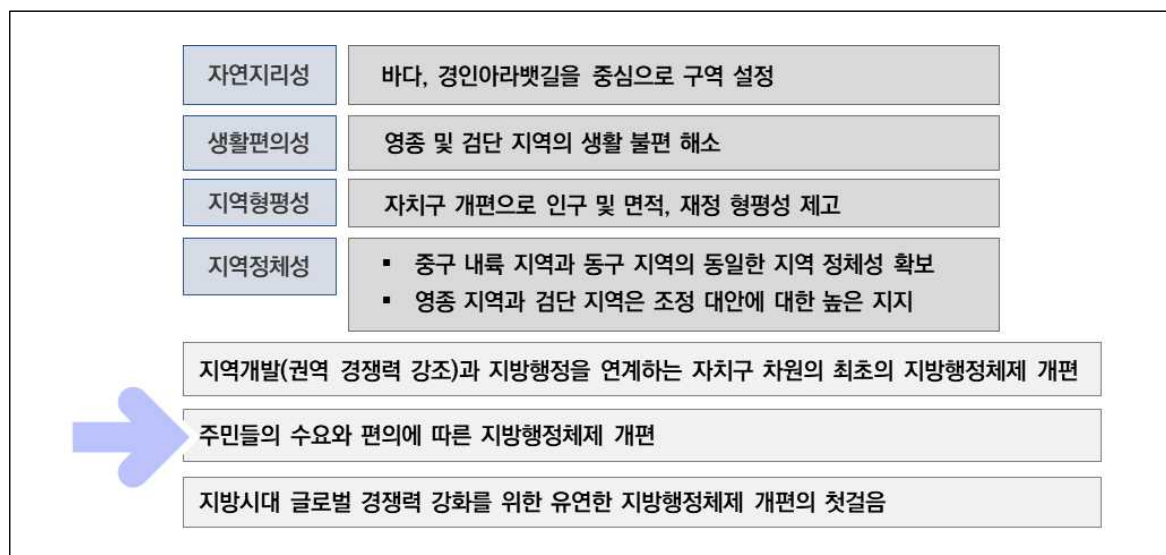 자연지리성
바다, 경인아라뱃길을 중심으로 구역 설정
생활편의성
영종 및 검단 지역의 생활 불편 해소
지역형평성
자치구 개편으로 인구 및 면적, 재정 형평성 제고
지역정체성
▪ 중구 내륙 지역과 동구 지역의 동일한 지역 정체성 확보
▪ 영종 지역과 검단 지역은 조정 대안에 대한 높은 지지
지역개발(권역 경쟁력 강조)과 지방행정을 연계하는 자치구 차원의 최초의 지방행정체제 개편
주민들의 수요와 편의에 따른 지방행정체제 개편
지방시대 글로벌 경쟁력 강화를 위한 유연한 지방행정체제 개편의 첫걸음